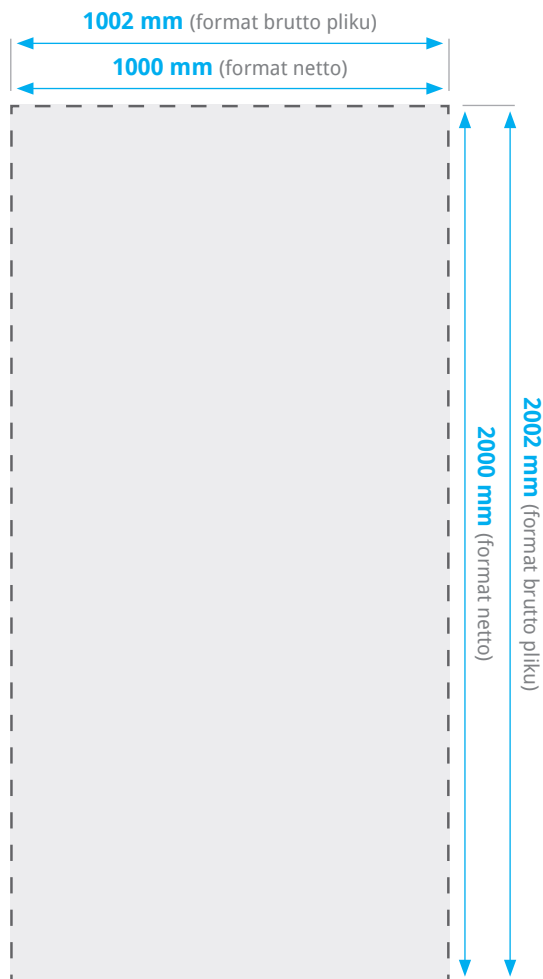 1002 mm (format brutto pliku)
1000 mm (format netto)
2000 mm (format netto)
2002 mm (format brutto pliku)